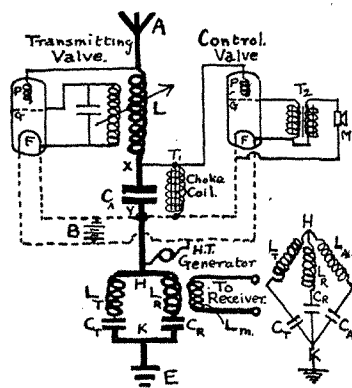 A
Transmitting
Valve.
Control
Valve
P
G
F
L
P
G
F
T2
M
X
T1
Choke
Coil.
CA
Y
B
H.T.
Generator
H
LT
LR
To
Receiver.
CT
CR
Lm.
K
E
H
LT
LR
LA
CR
CT
CA
K